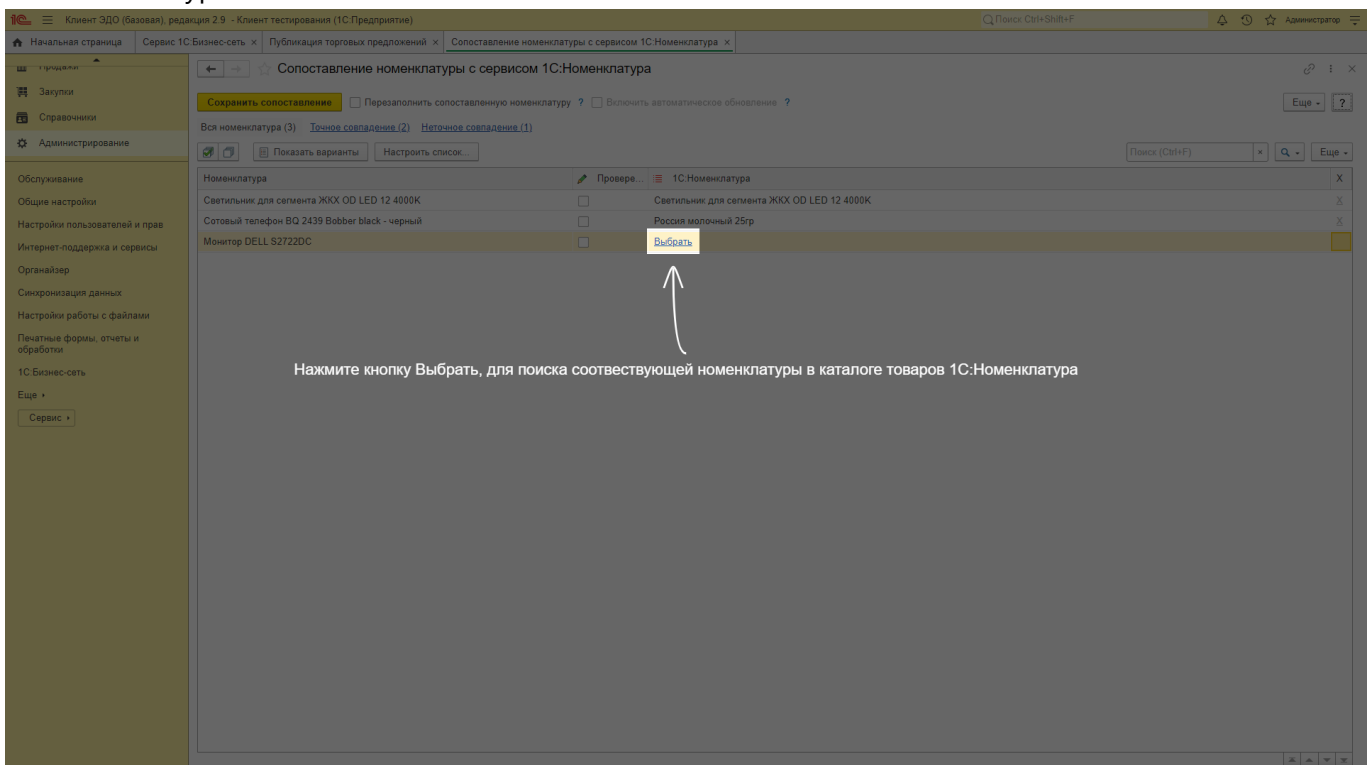 Клиент ЭДО (базовая), редакция 2.9 - Клиент тестирования (1С:Предприятие) Поиск Ctrl+Shift+F Администратор
Начальная страница Сервис 1С:Бизнес-сеть × Публикация торговых предложений × Сопоставление номенклатуры с сервисом 1С:Номенклатура ×
Продажи
Закупки
Справочники
Администрирование
Обслуживание
Общие настройки
Настройки пользователей и прав
Интернет-поддержка и сервисы
Органайзер
Синхронизация данных
Настройки работы с файлами
Печатные формы, отчеты и
обработки
1С:Бизнес-сеть
Еще
Сервис
Сопоставление номенклатуры с сервисом 1С:Номенклатура
Сохранить сопоставление Перезаполнить сопоставленную номенклатуру ? Включить автоматическое обновление ? Еще ?
Вся номенклатура (3) Точное совпадение (2) Неточное совпадение (1)
Показать варианты Настроить список... Поиск (Ctrl+F) × Еще
Номенклатура Провере... 1С:Номенклатура X
Светильник для сегмента ЖКХ OD LED 12 4000K Светильник для сегмента ЖКХ OD LED 12 4000K X
Сотовый телефон BQ 2439 Bobber black - черный Россия молочный 25гр X
Монитор DELL S2722DC Выбрать
Нажмите кнопку Выбрать, для поиска соотвествующей номенклатуры в каталоге товаров 1С:Номенклатура